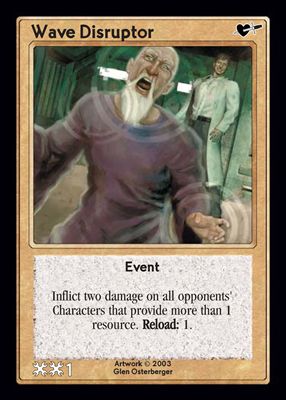 Wave Disruptor
Event
Inflict two damage on all opponents'
Characters that provide more than 1
resource. Reload: 1.
1
Artwork © 2003
Glen Osterberger